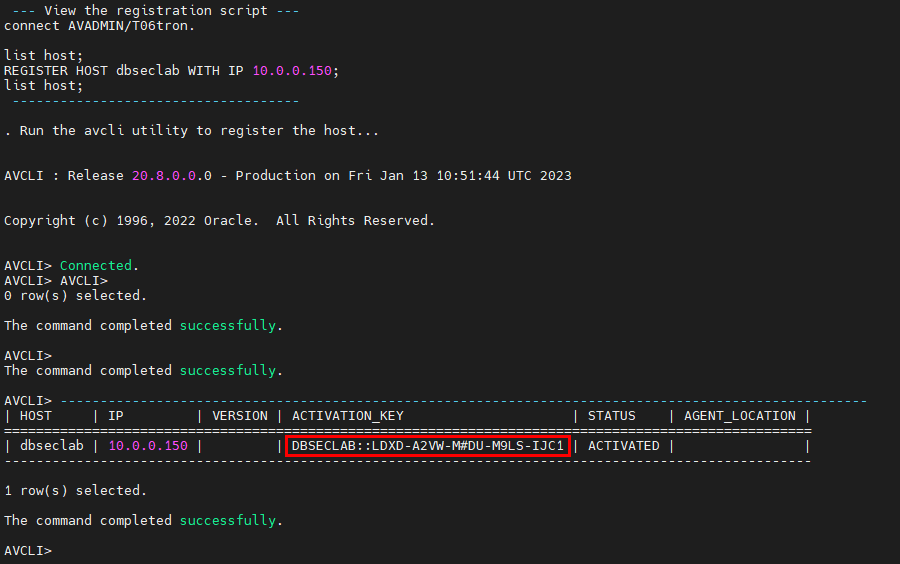 --- View the registration script ---
connect AVADMIN/T06tron.
list host;
REGISTER HOST dbseclab WITH IP 10.0.0.150;
list host;
------------------------------------
. Run the avcli utility to register the host...
AVCLI : Release 20.8.0.0.0 - Production on Fri Jan 13 10:51:44 UTC 2023
Copyright (c) 1996, 2022 Oracle.  All Rights Reserved.
AVCLI> Connected.
AVCLI> AVCLI>
0 row(s) selected.
The command completed successfully.
AVCLI>
The command completed successfully.
AVCLI> -----------------------------------------------------------------------------------------------------
| HOST     | IP         | VERSION | ACTIVATION_KEY                     | STATUS    | AGENT_LOCATION |
=====================================================================================================
| dbseclab | 10.0.0.150 |         | DBSECLAB::LDXD-A2VW-M#DU-M9LS-IJC1 | ACTIVATED |                |
-----------------------------------------------------------------------------------------------------
1 row(s) selected.
The command completed successfully.
AVCLI>